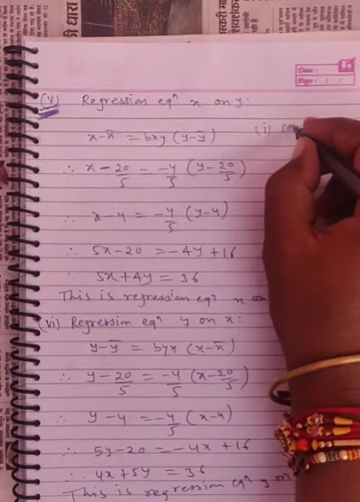 (v) Regression eqn x on y:
x-x̄ = bxy (y-ȳ)
(i) co
∴ x - 20/5 = -4/5 (y - 20/5)
∴ x-4 = -4/5 (y-4)
∴ 5x-20 = -4y+16
∴ 5x+4y = 36
This is regression eqn x on
(vi) Regression eqn y on x:
y-ȳ = byx (x-x̄)
∴ y - 20/5 = -4/5 (x - 20/5)
∴ y-4 = -4/5 (x-4)
∴ 5y-20 = -4x+16
∴ 4x+5y = 36
This is regression eqn y on